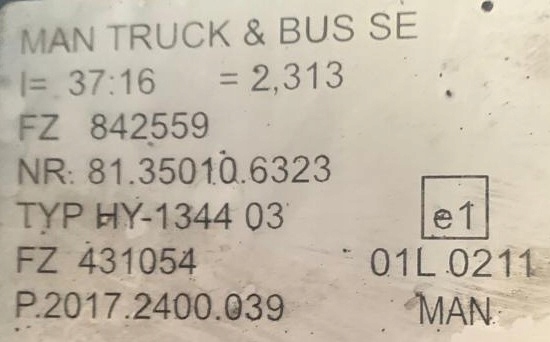 MAN TRUCK & BUS SE
I= 37:16 = 2,313
FZ 842559
NR: 81.35010.6323
TYP HY-1344 03
e1
FZ 431054
01L.0211
P.2017.2400.039
MAN